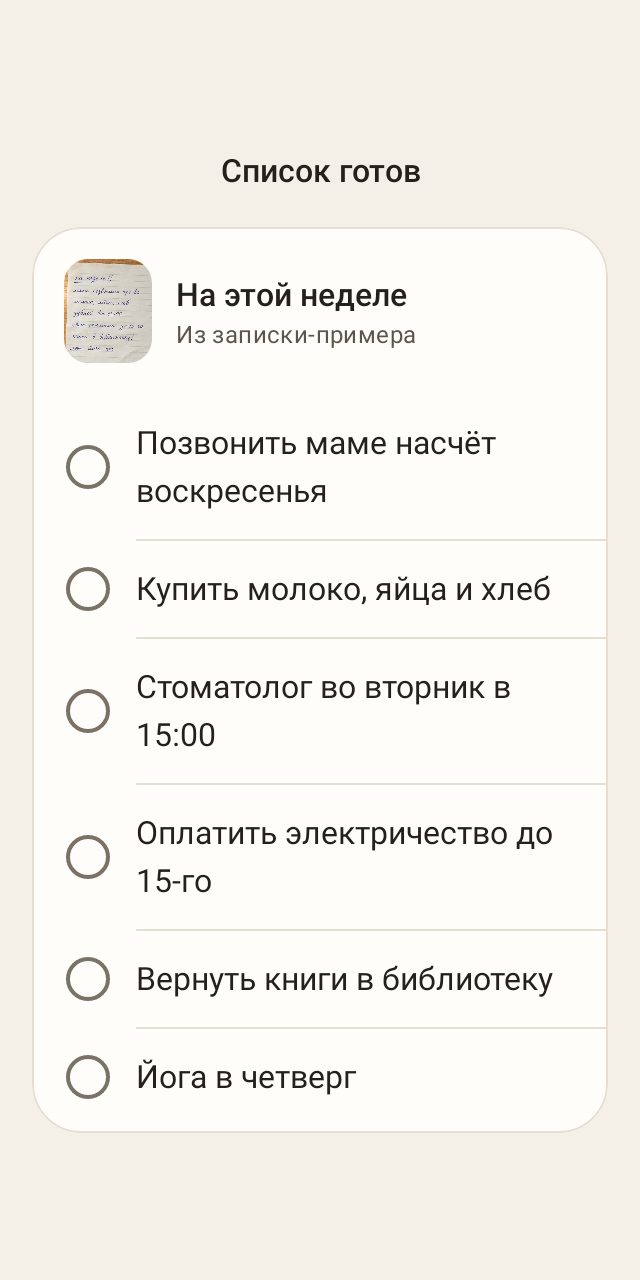 Список готов
На этой неделе
Из записки-примера
Позвонить маме насчёт
воскресенья
Купить молоко, яйца и хлеб
Стоматолог во вторник в
15:00
Оплатить электричество до
15-го
Вернуть книги в библиотеку
Йога в четверг